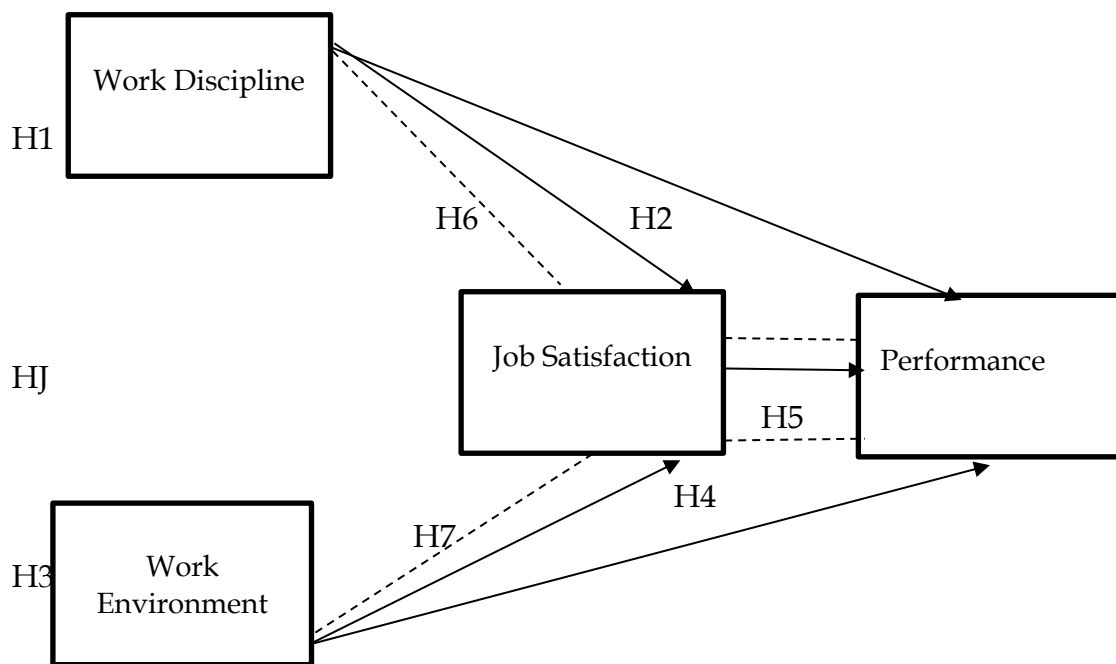 Work Discipline
H1
H6
H2
Job Satisfaction
Performance
HJ
H5
H4
H7
Work
Environment
H3